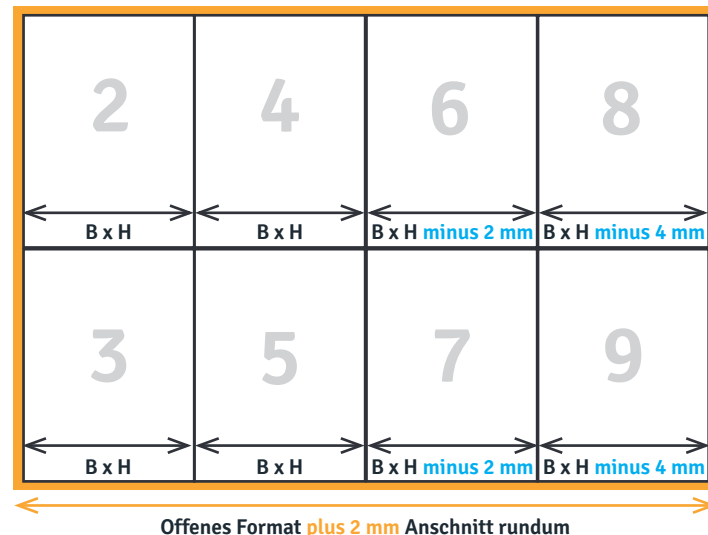 2 4 6 8
B x H B x H B x H minus 2 mm B x H minus 4 mm
3 5 7 9
B x H B x H B x H minus 2 mm B x H minus 4 mm
Offenes Format plus 2 mm Anschnitt rundum